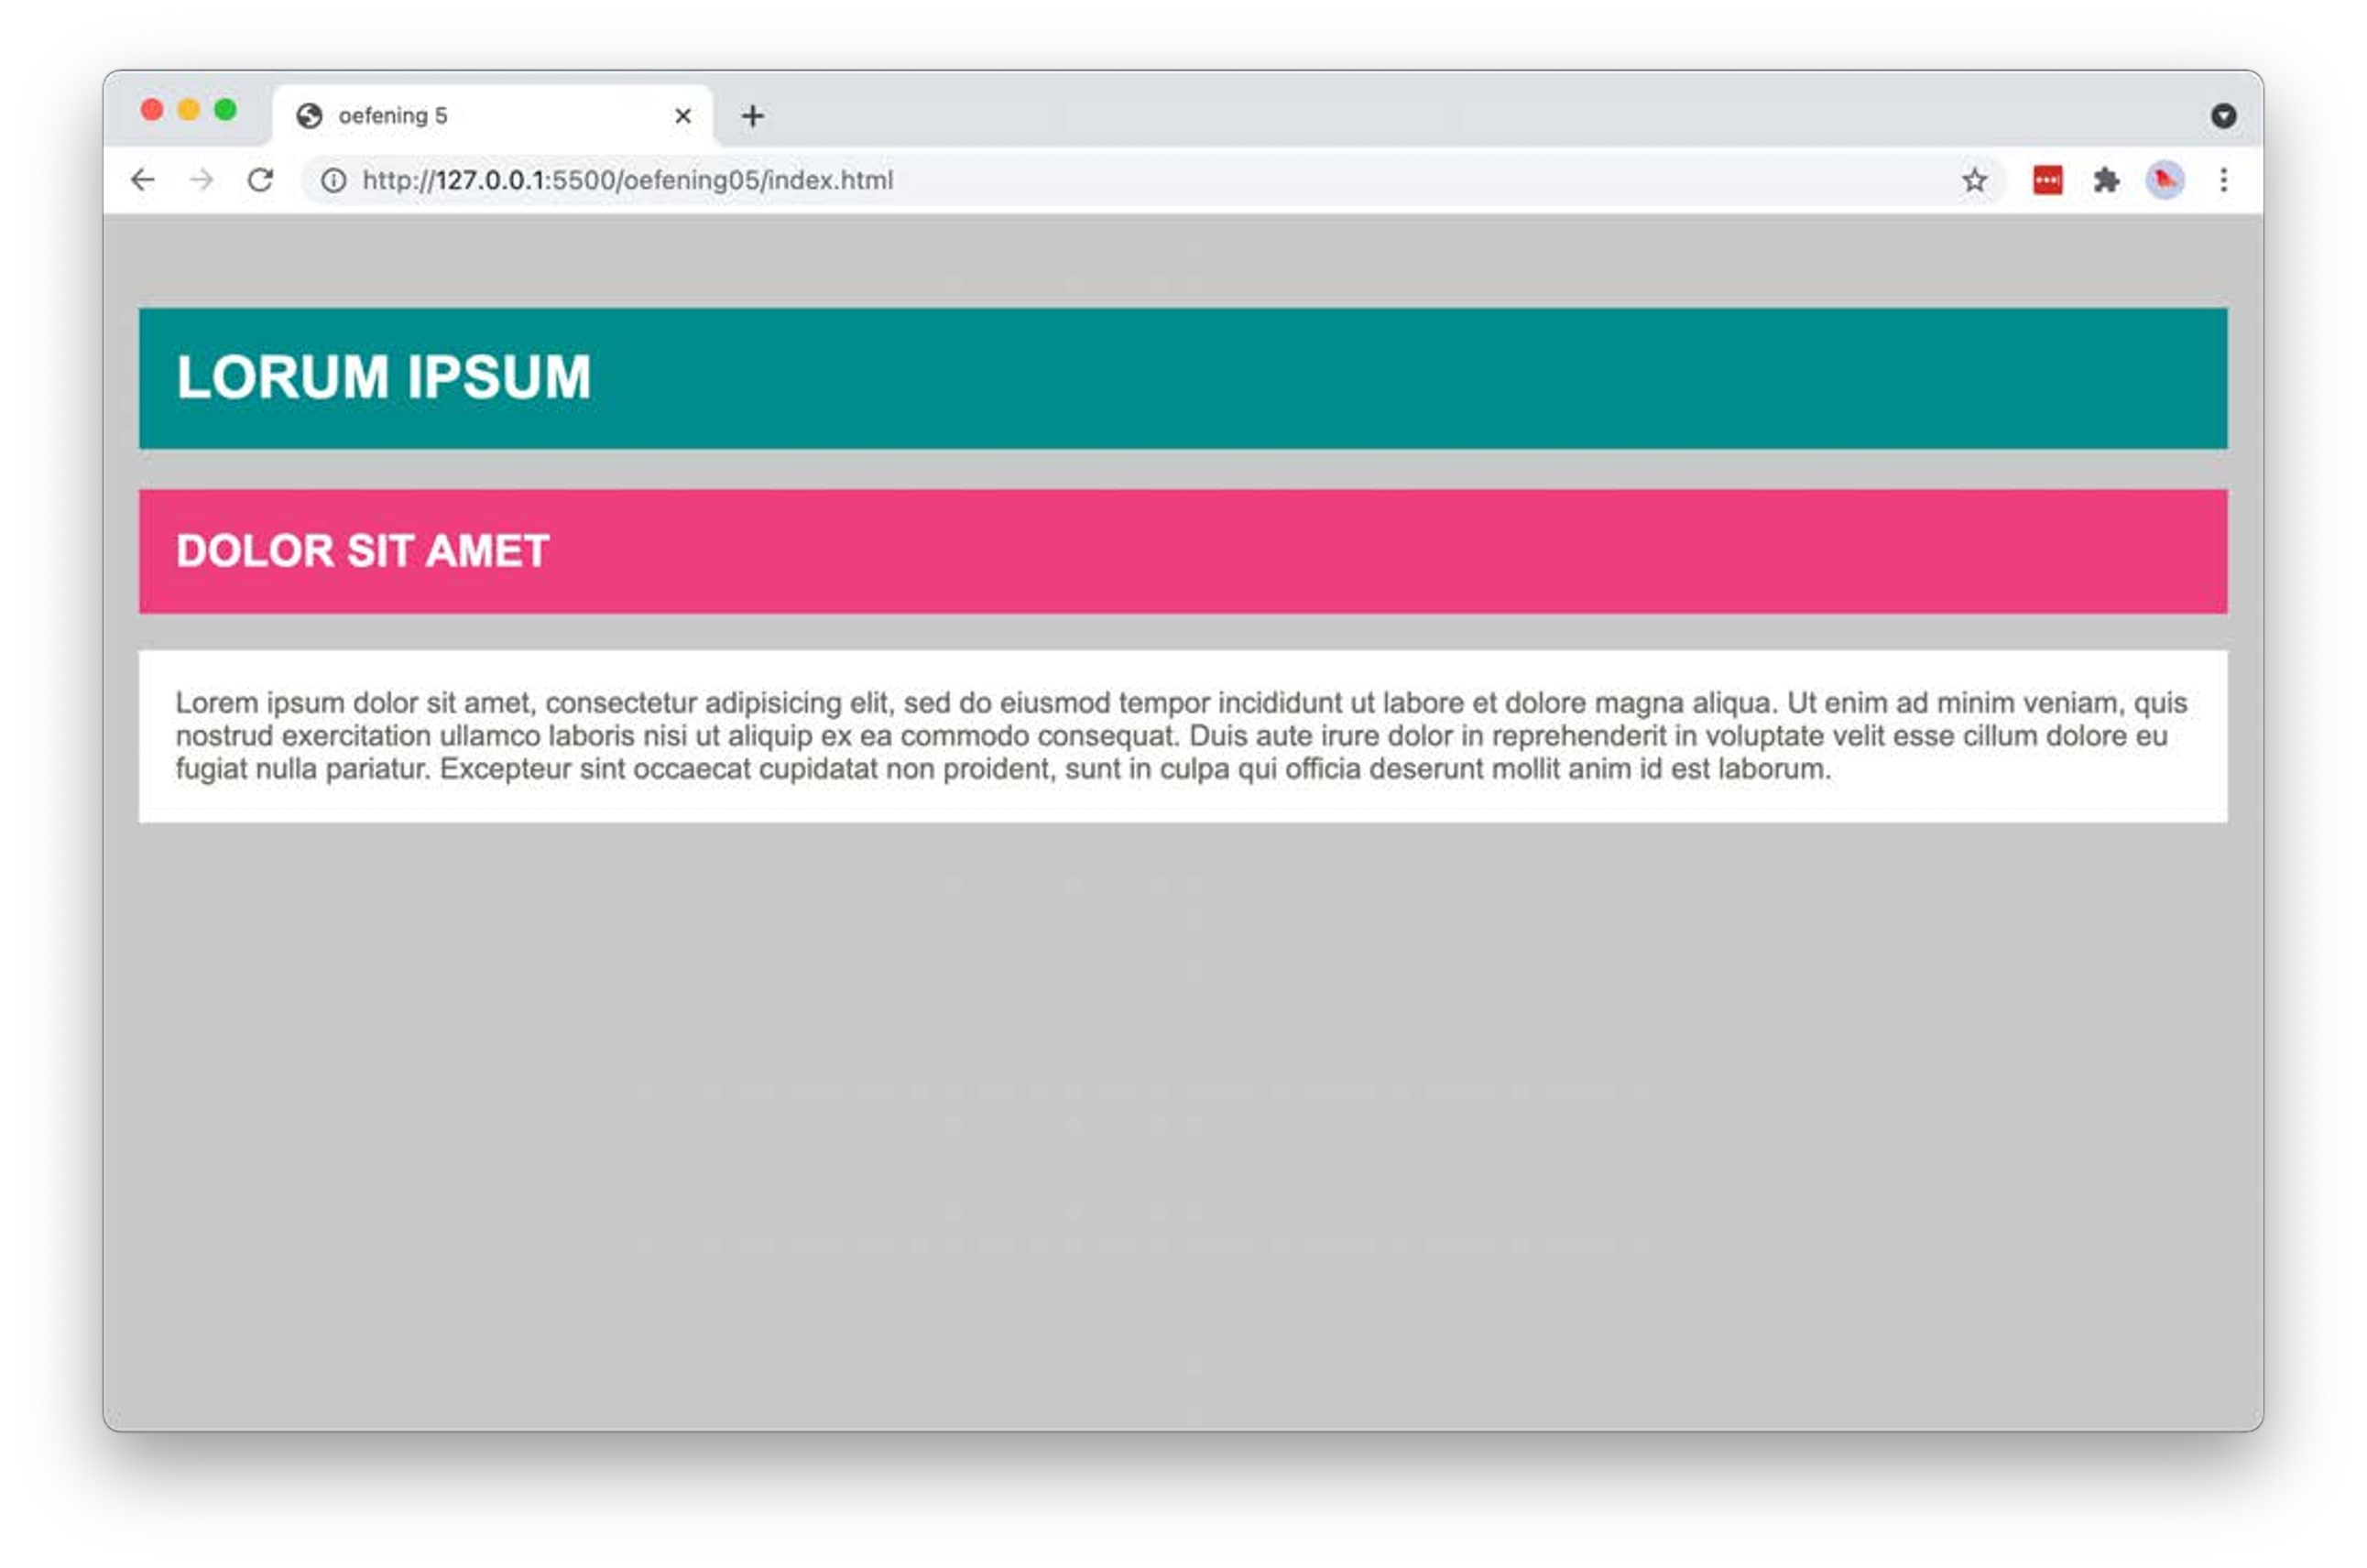 oefening 5
http://127.0.0.1:5500/oefening05/index.html
LORUM IPSUM
DOLOR SIT AMET
Lorem ipsum dolor sit amet, consectetur adipisicing elit, sed do eiusmod tempor incididunt ut labore et dolore magna aliqua. Ut enim ad minim veniam, quis
nostrud exercitation ullamco laboris nisi ut aliquip ex ea commodo consequat. Duis aute irure dolor in reprehenderit in voluptate velit esse cillum dolore eu
fugiat nulla pariatur. Excepteur sint occaecat cupidatat non proident, sunt in culpa qui officia deserunt mollit anim id est laborum.